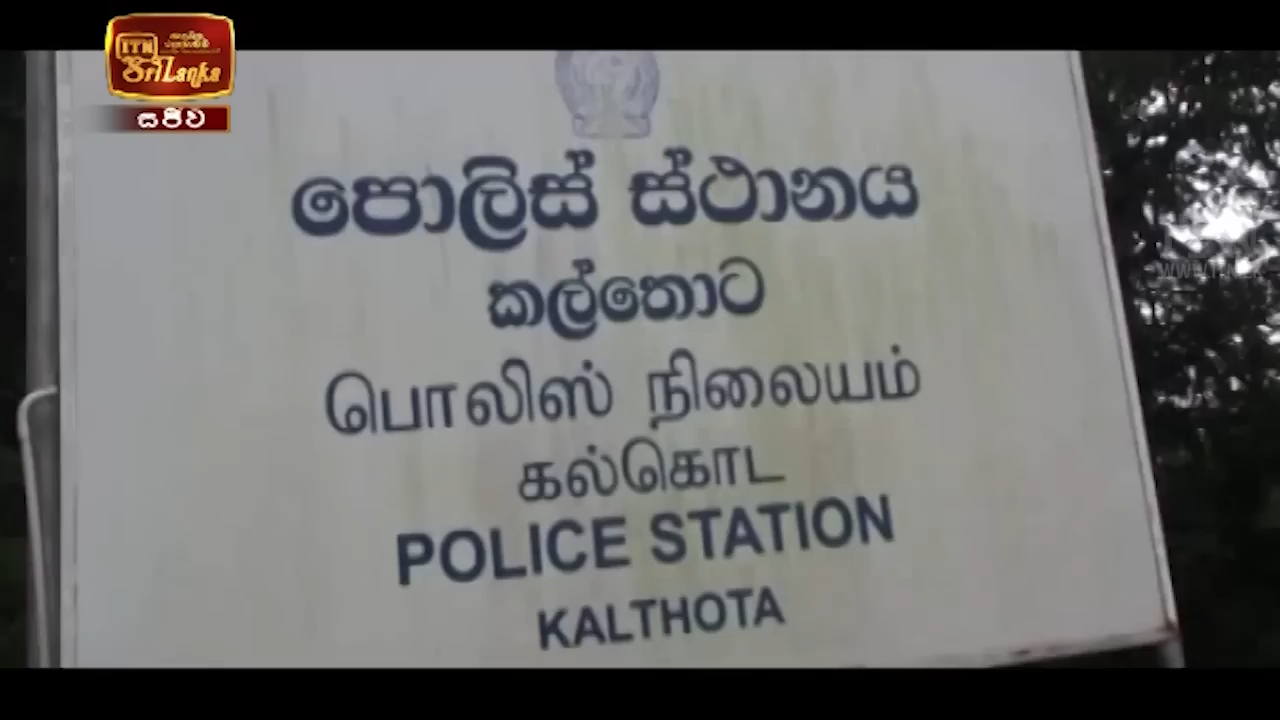 ITN
Sri Lanka
සජීව
පොලිස් ස්ථානය
කල්තොට
பொலிஸ் நிலையம்
கல்கொட
POLICE STATION
KALTHOTA